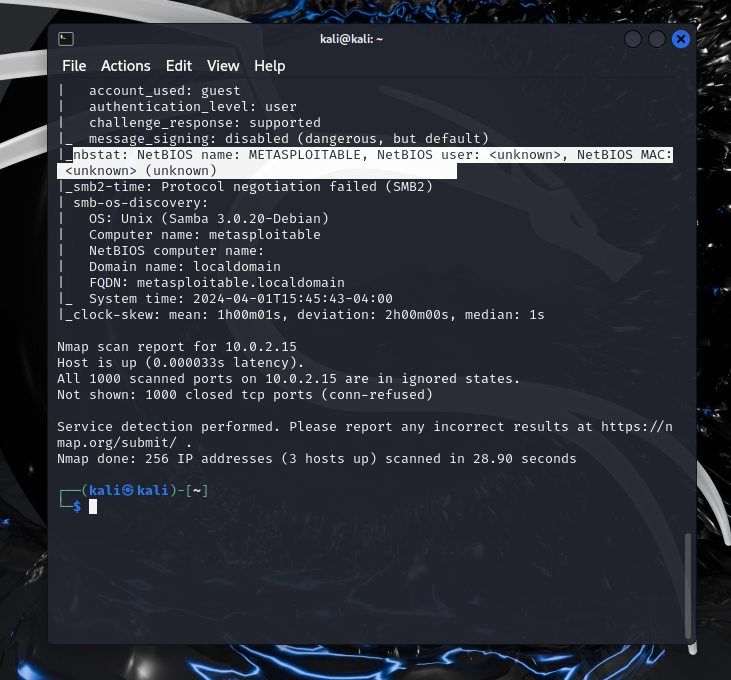 kali@kali: ~
File Actions Edit View Help
|   account_used: guest
|   authentication_level: user
|   challenge_response: supported
|_  message_signing: disabled (dangerous, but default)
|_nbstat: NetBIOS name: METASPLOITABLE, NetBIOS user: <unknown>, NetBIOS MAC:
 <unknown> (unknown)
|_smb2-time: Protocol negotiation failed (SMB2)
| smb-os-discovery:
|   OS: Unix (Samba 3.0.20-Debian)
|   Computer name: metasploitable
|   NetBIOS computer name:
|   Domain name: localdomain
|   FQDN: metasploitable.localdomain
|_  System time: 2024-04-01T15:45:43-04:00
|_clock-skew: mean: 1h00m01s, deviation: 2h00m00s, median: 1s
Nmap scan report for 10.0.2.15
Host is up (0.000033s latency).
All 1000 scanned ports on 10.0.2.15 are in ignored states.
Not shown: 1000 closed tcp ports (conn-refused)
Service detection performed. Please report any incorrect results at https://n
map.org/submit/ .
Nmap done: 256 IP addresses (3 hosts up) scanned in 28.90 seconds
┌──(kali㉿kali)-[~]
└─$